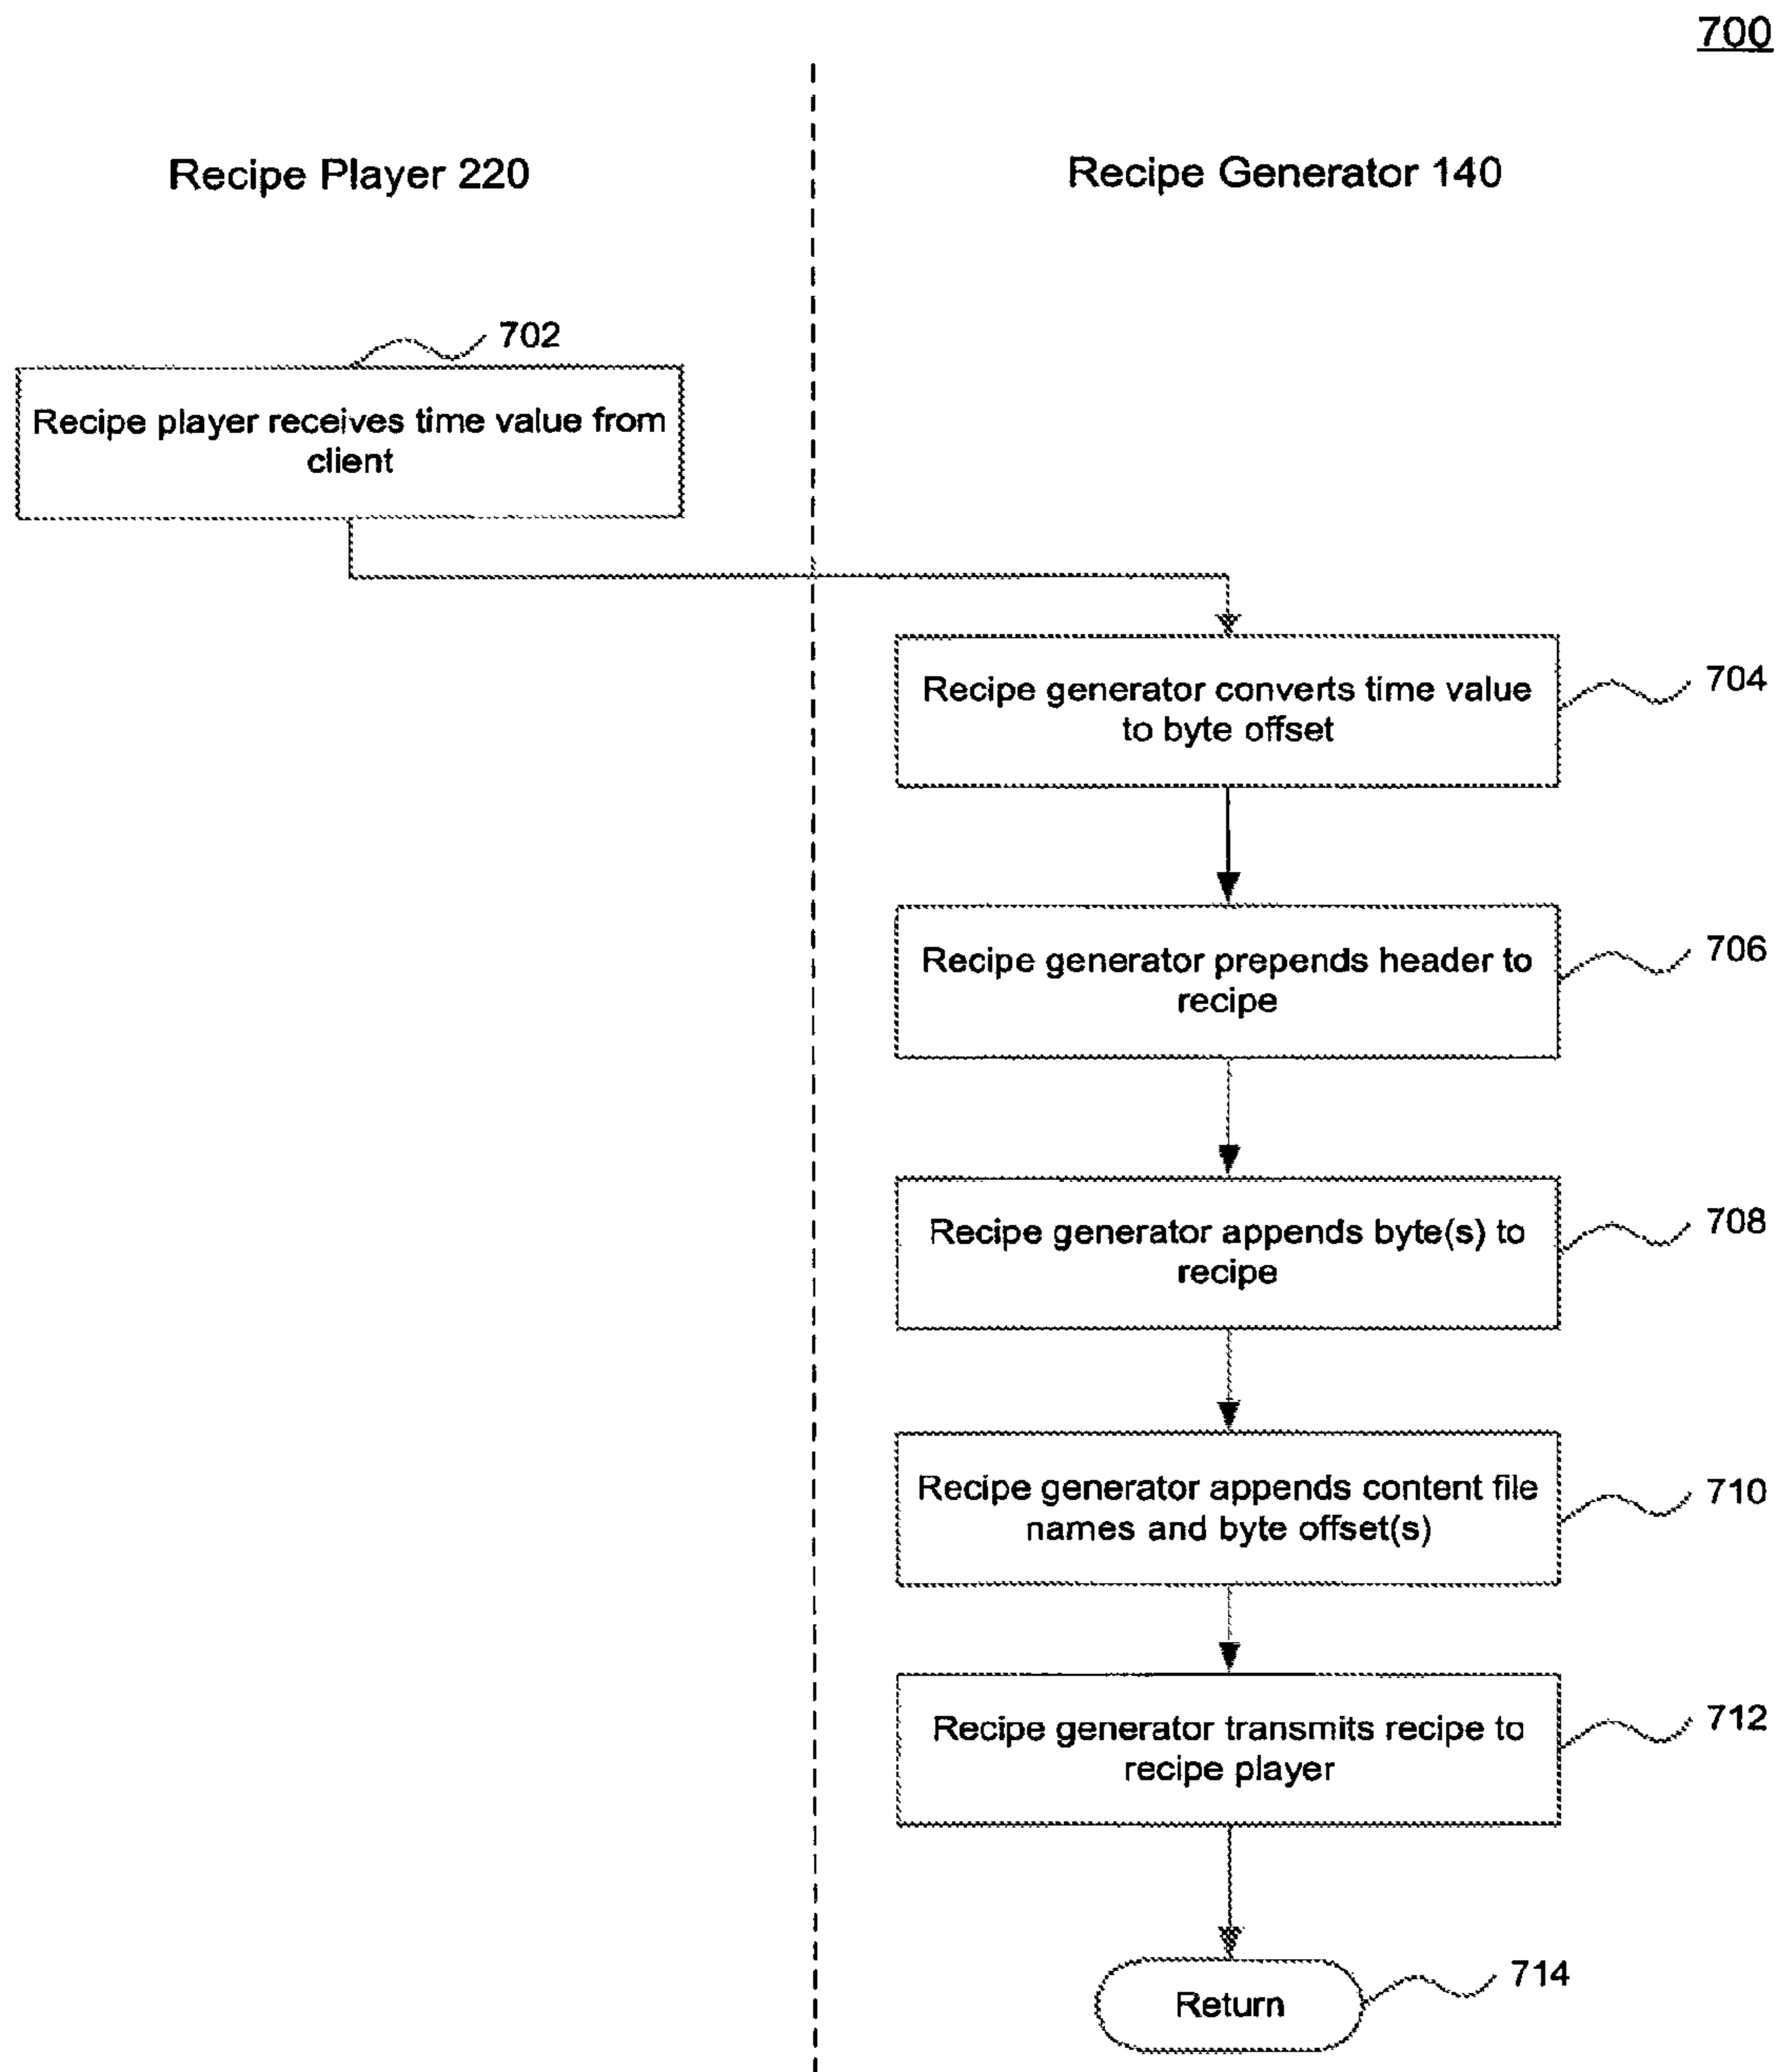 700
Recipe Player 220
Recipe Generator 140
702
Recipe player receives time value from
client
704
Recipe generator converts time value
to byte offset
706
Recipe generator prepends header to
recipe
708
Recipe generator appends byte(s) to
recipe
710
Recipe generator appends content file
names and byte offset(s)
712
Recipe generator transmits recipe to
recipe player
714
Return